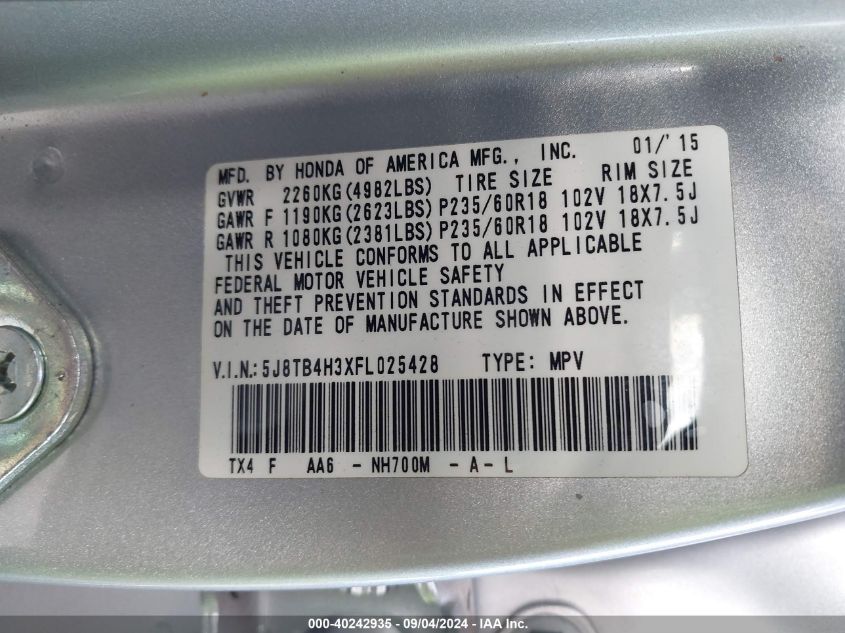 MFD. BY HONDA OF AMERICA MFG., INC. 01/'15
GVWR 2260KG(4982LBS) TIRE SIZE RIM SIZE
GAWR F 1190KG(2623LBS) P235/60R18 102V 18X7.5J
GAWR R 1080KG(2381LBS) P235/60R18 102V 18X7.5J
THIS VEHICLE CONFORMS TO ALL APPLICABLE
FEDERAL MOTOR VEHICLE SAFETY
AND THEFT PREVENTION STANDARDS IN EFFECT
ON THE DATE OF MANUFACTURE SHOWN ABOVE.
V.I.N.:5J8TB4H3XFL025428 TYPE: MPV
TX4 F AA6 - NH700M - A - L
000-40242935 - 09/04/2024 - IAA Inc.